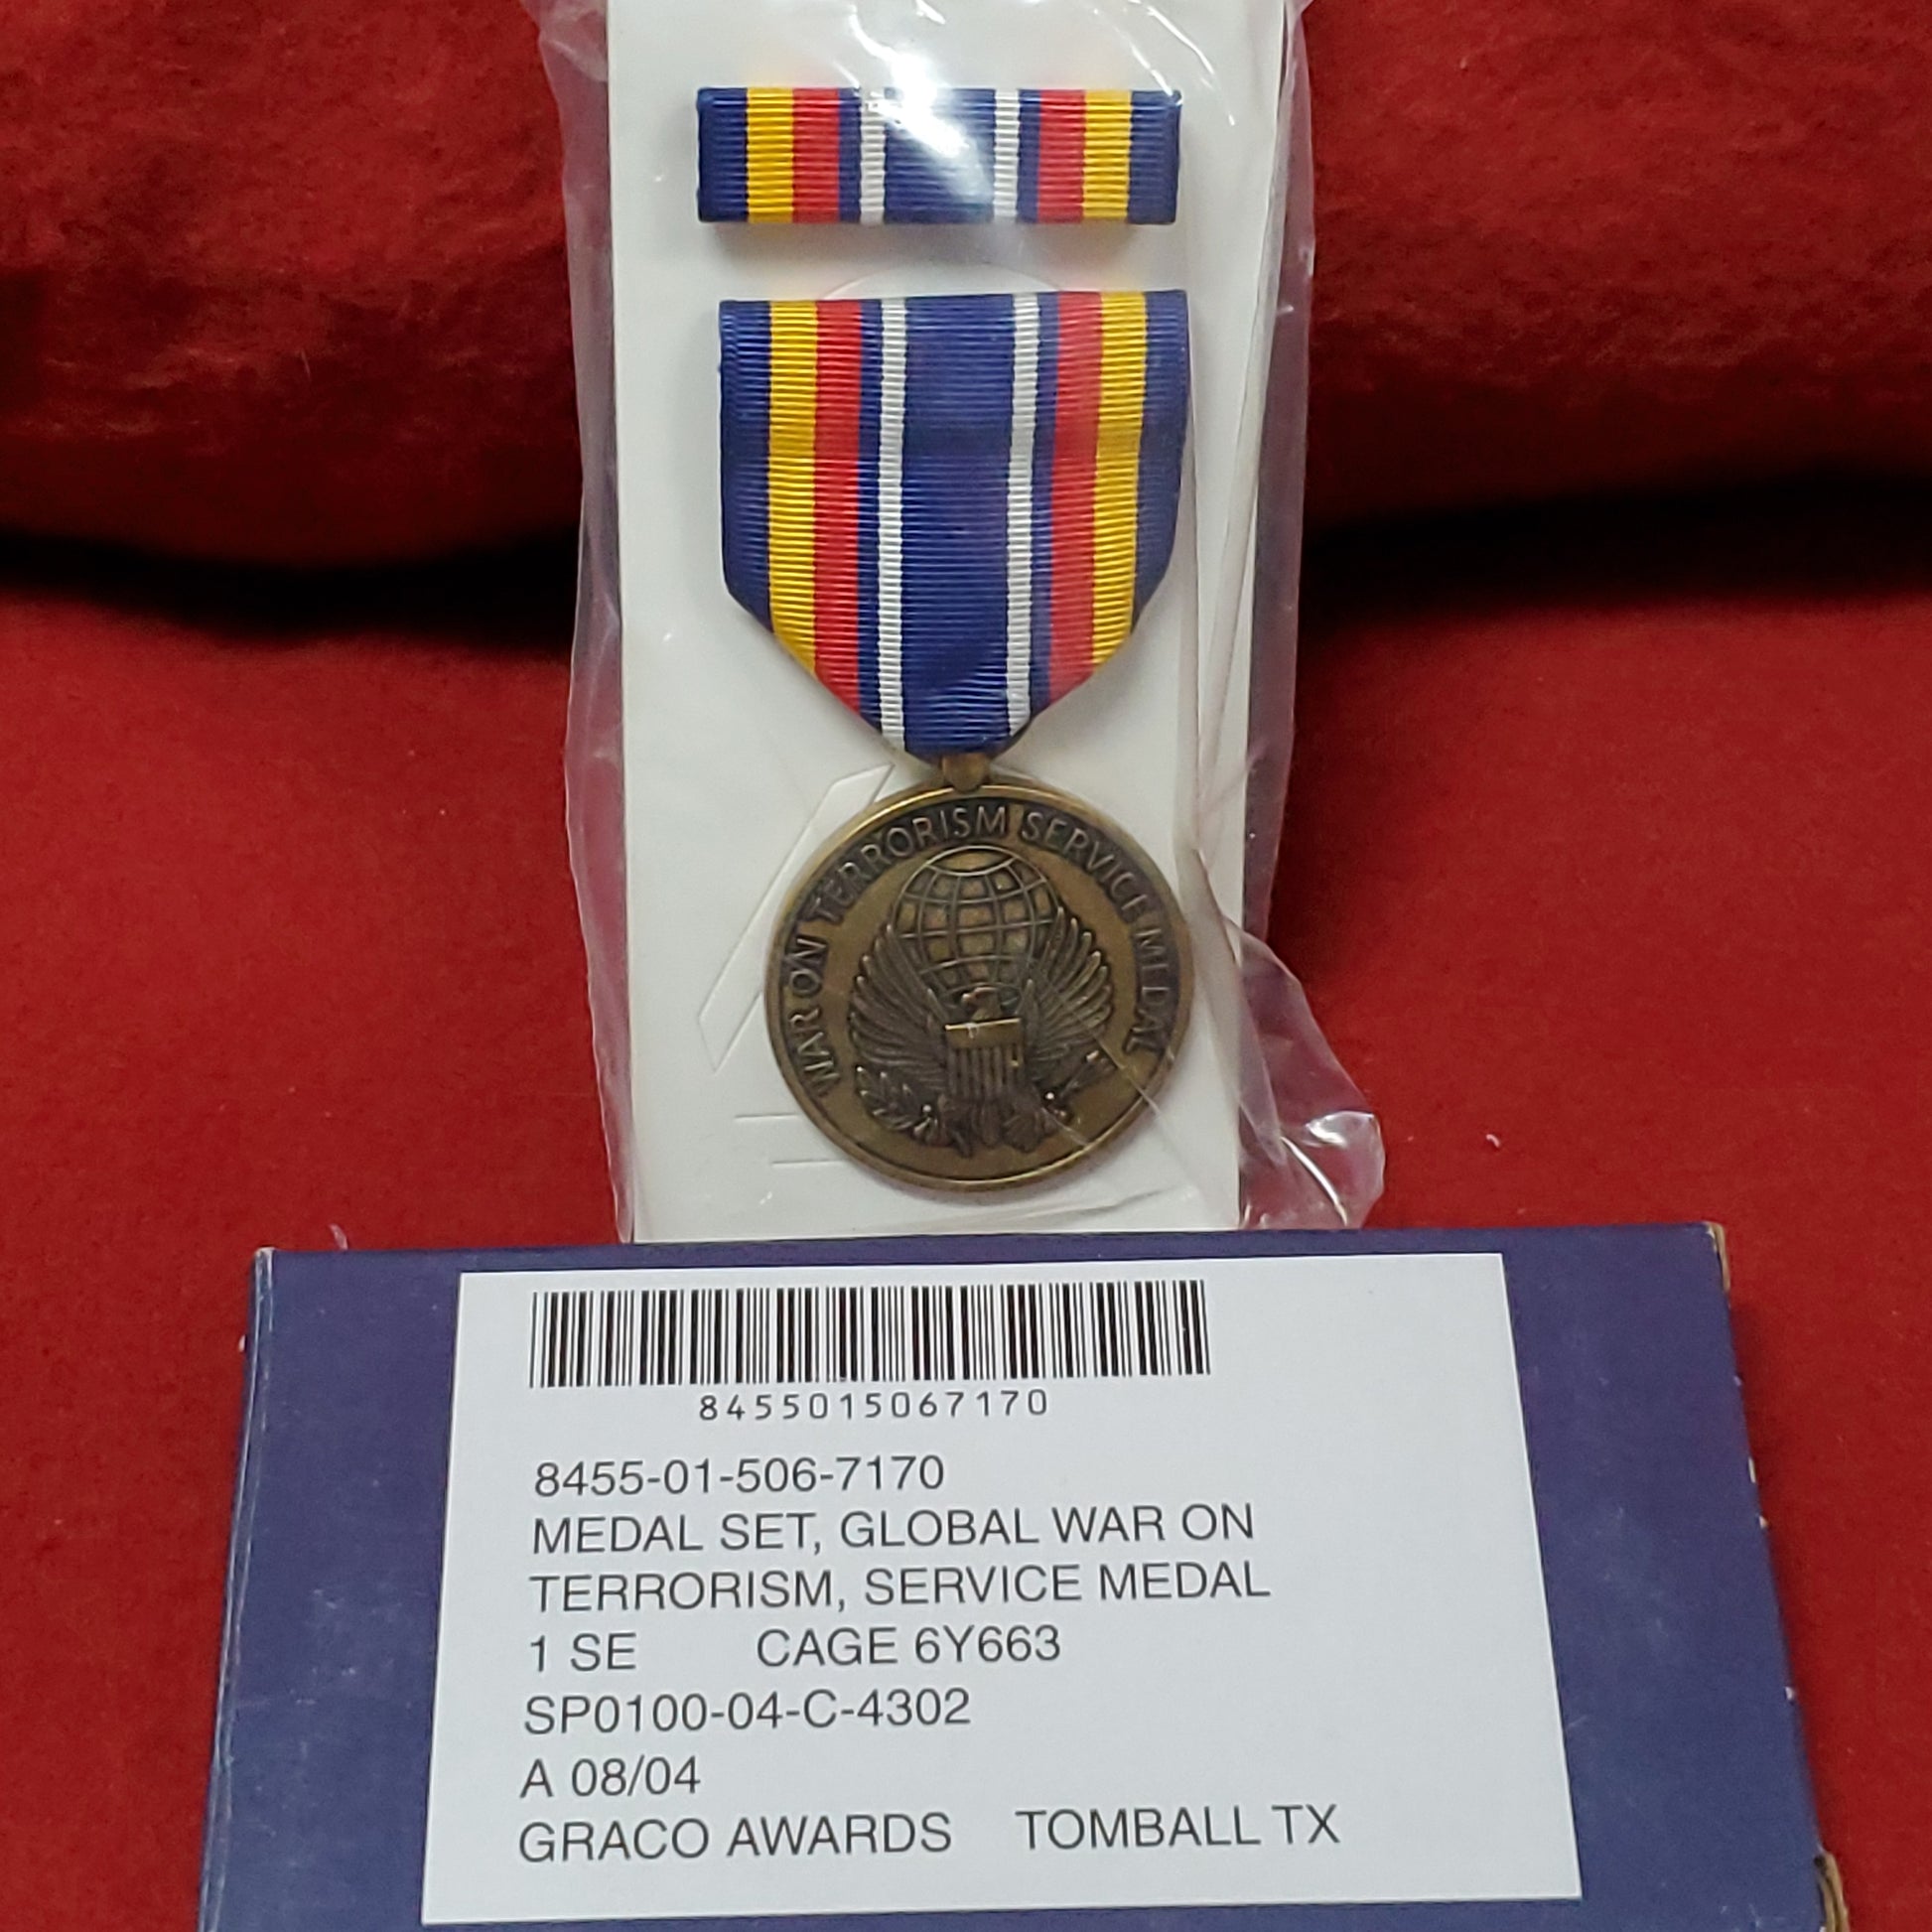 WAR ON TERRORISM SERVICE MEDAL
8455015067170
8455-01-506-7170
MEDAL SET, GLOBAL WAR ON
TERRORISM, SERVICE MEDAL
1 SE CAGE 6Y663
SP0100-04-C-4302
A 08/04
GRACO AWARDS TOMBALL TX